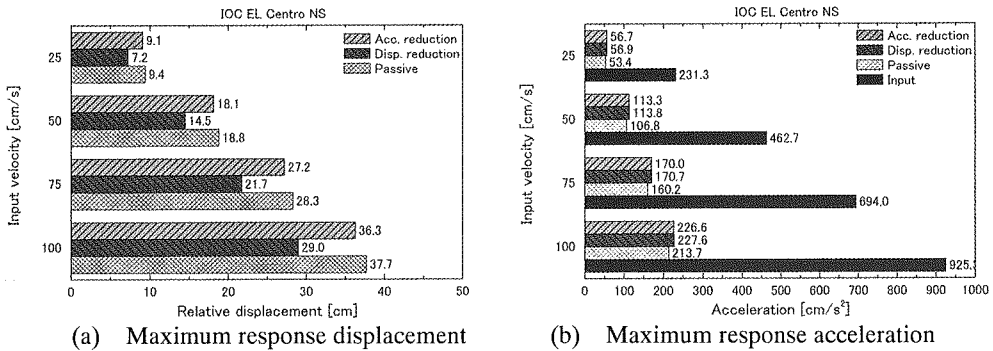 IOC EL Centro NS
Acc. reduction
Disp. reduction
Passive
25
9.1
7.2
9.4
50
18.1
14.5
18.8
75
27.2
21.7
28.3
100
36.3
29.0
37.7
Input velocity [cm/s]
0 10 20 30 40 50
Relative displacement [cm]
(a) Maximum response displacement
IOC EL Centro NS
Acc. reduction
Disp. reduction
Passive
Input
25
56.7
56.9
53.4
231.3
50
113.3
113.8
106.8
462.7
75
170.0
170.7
160.2
694.0
100
226.6
227.6
213.7
925.
Input velocity [cm/s]
0 100 200 300 400 500 600 700 800 900 1000
Acceleration [cm/s²]
(b) Maximum response acceleration